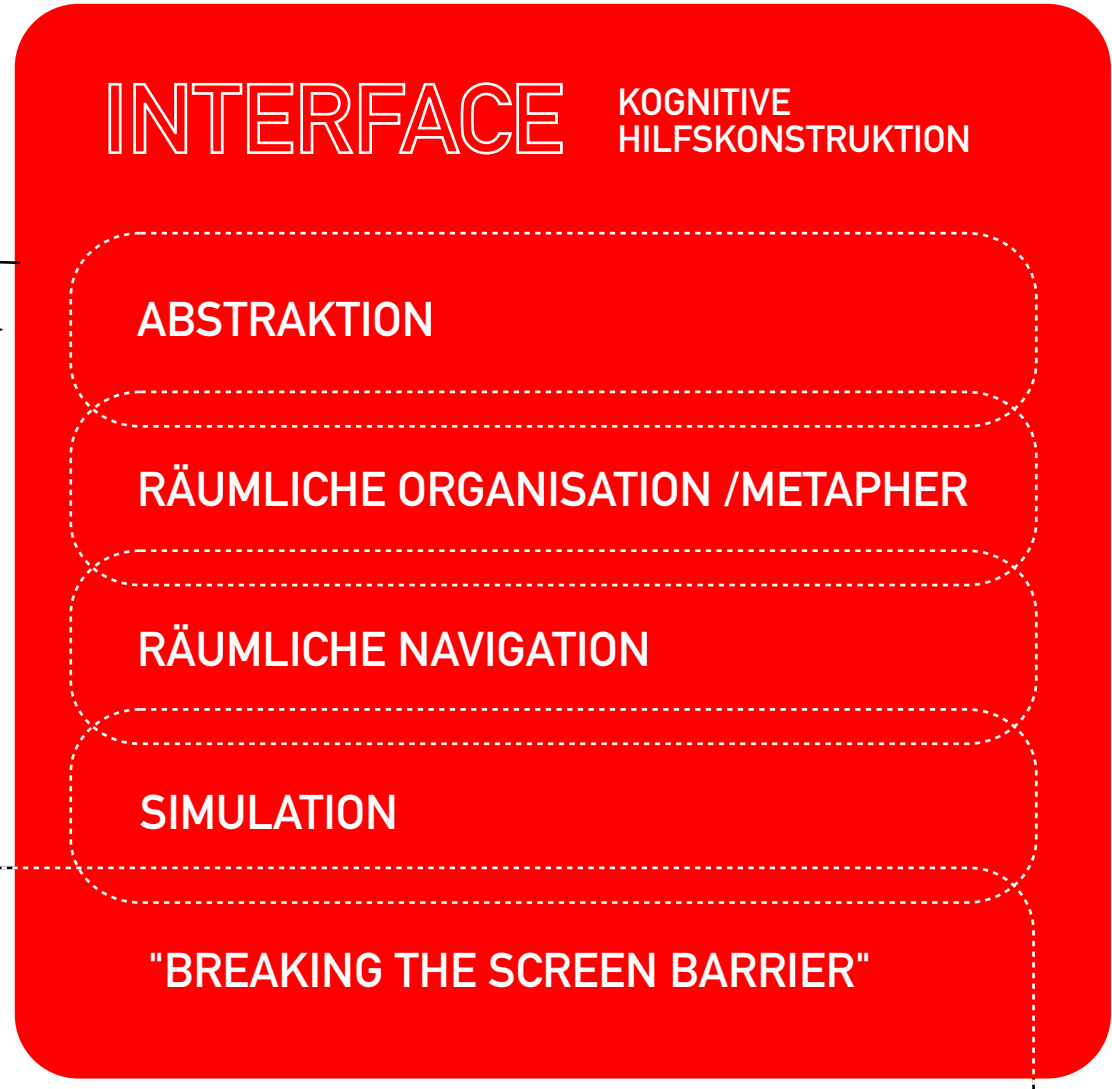 INTERFACE
KOGNITIVE
HILFSKONSTRUKTION
ABSTRAKTION
RÄUMLICHE ORGANISATION /METAPHER
RÄUMLICHE NAVIGATION
SIMULATION
"BREAKING THE SCREEN BARRIER"